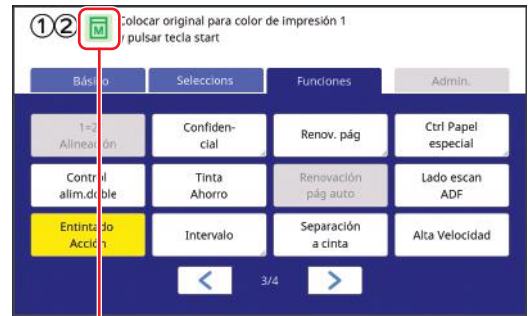 ①② M Colocar original para color de impresión 1
y pulsar tecla start
Básico Seleccions Funciones Admin.
1=2 Confiden- Renov. pág Ctrl Papel
Alineación cial especial
Control Tinta Renovación Lado escan
alim.doble Ahorro pág auto ADF
Entintado Intervalo Separación Alta Velocidad
Acción a cinta
< 3/4 >